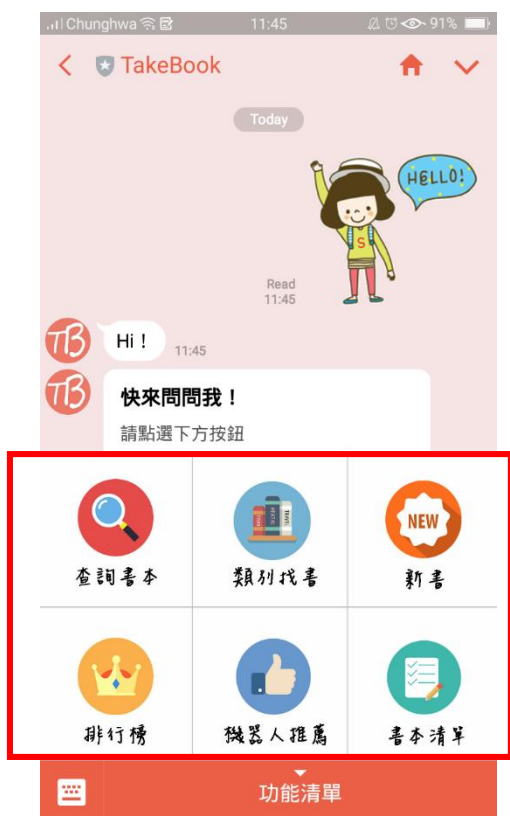 Chunghwa 11:45 91%
TakeBook
Today
HELLO!
S
Read
11:45
TB Hi！ 11:45
TB 快來問問我！
請點選下方按鈕
NEW
查詢書本 類別找書 新書
排行榜 機器人推薦 書本清單
功能清單